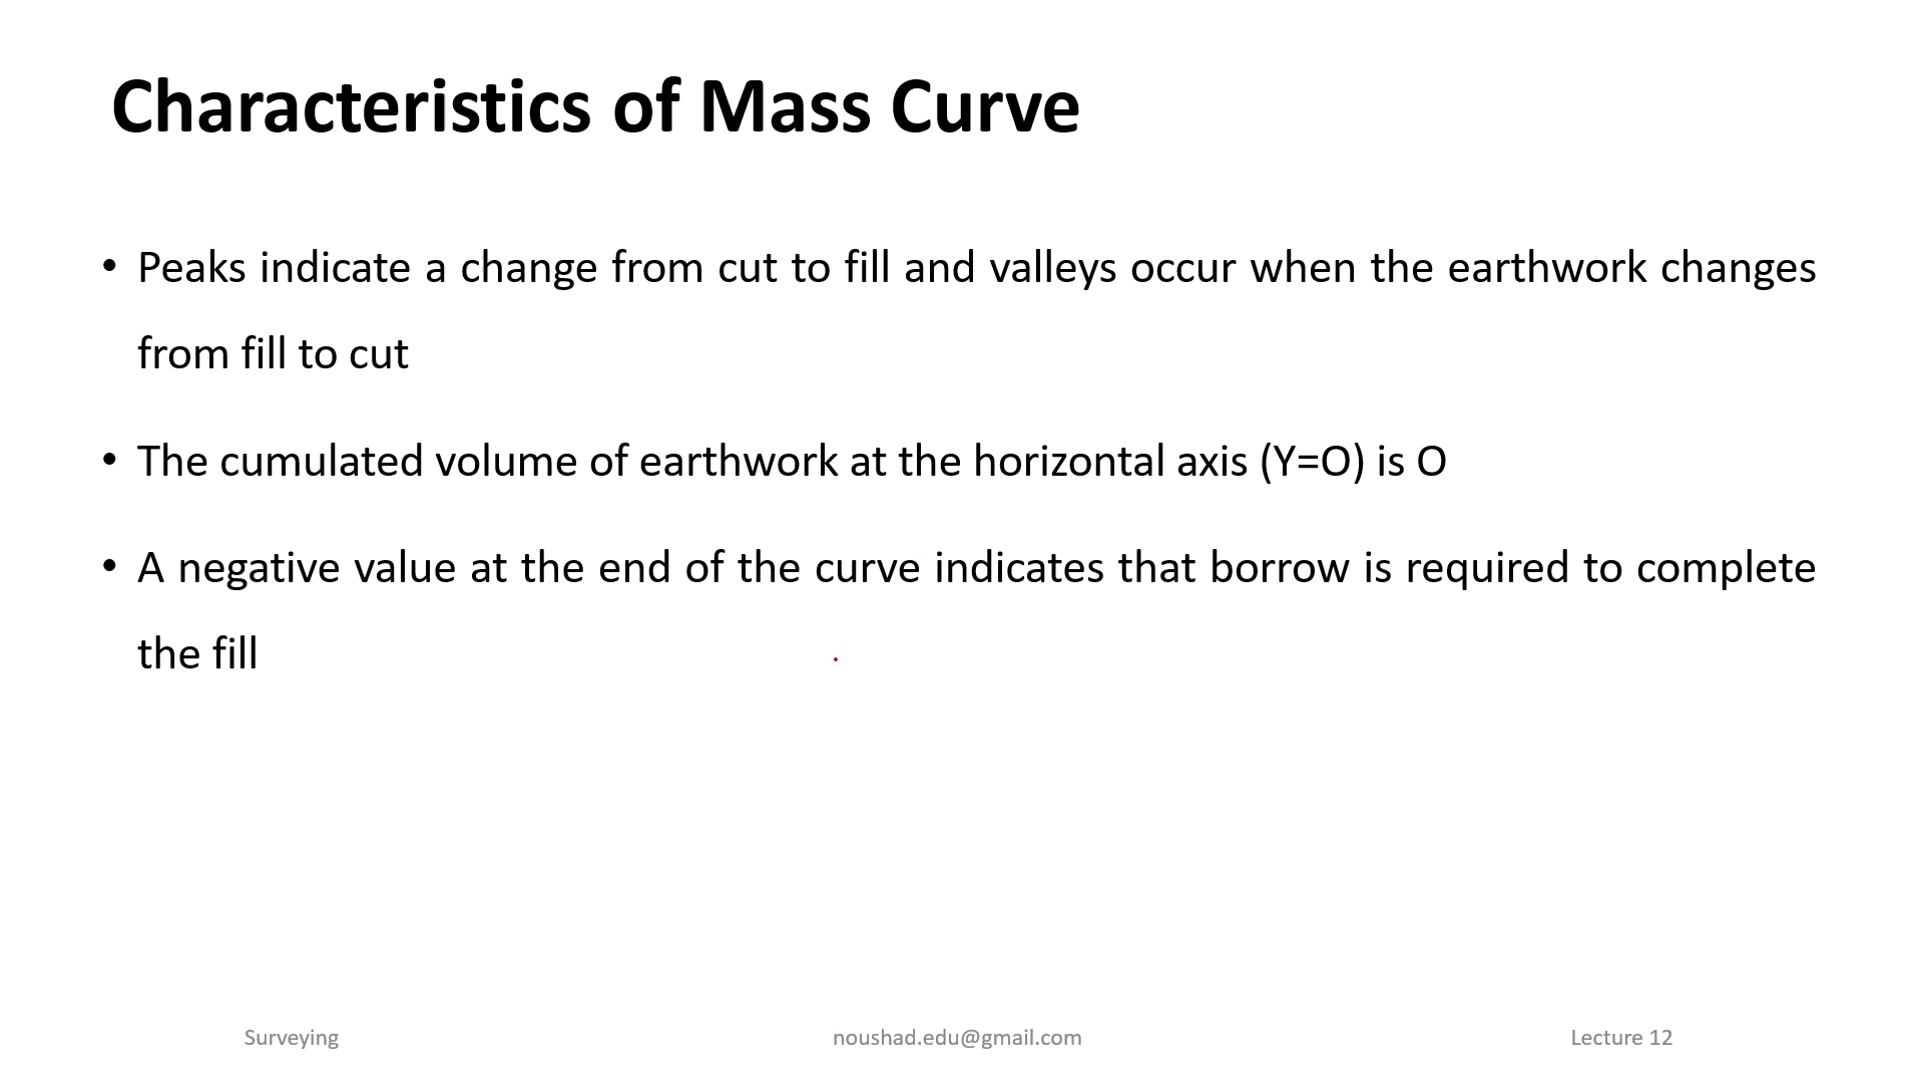 Characteristics of Mass Curve
• Peaks indicate a change from cut to fill and valleys occur when the earthwork changes
from fill to cut
• The cumulated volume of earthwork at the horizontal axis (Y=O) is O
• A negative value at the end of the curve indicates that borrow is required to complete
the fill
Surveying
noushad.edu@gmail.com
Lecture 12